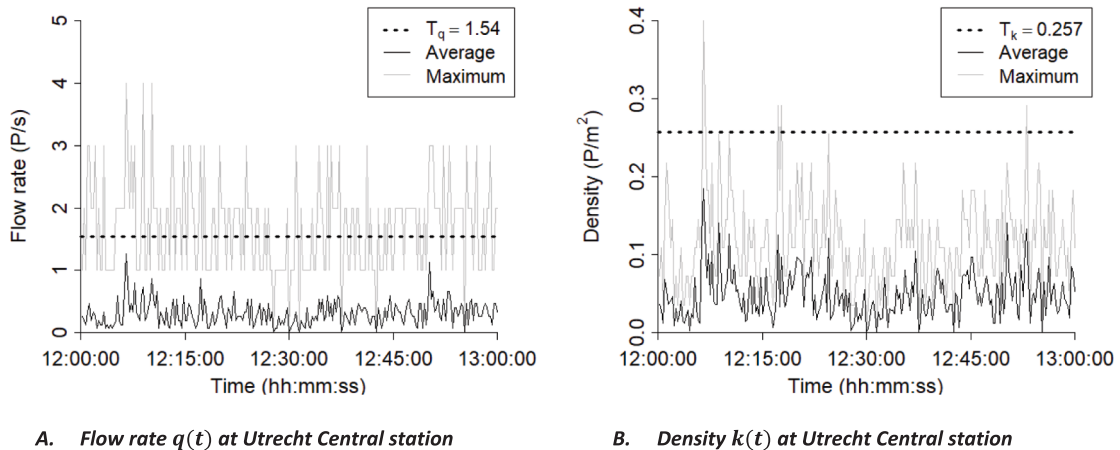 5
4
3
2
1
0
Flow rate (P/s)
T_q = 1.54
Average
Maximum
12:00:00 12:15:00 12:30:00 12:45:00 13:00:00
Time (hh:mm:ss)
A. Flow rate q(t) at Utrecht Central station
0.4
0.3
0.2
0.1
0.0
Density (P/m²)
T_k = 0.257
Average
Maximum
12:00:00 12:15:00 12:30:00 12:45:00 13:00:00
Time (hh:mm:ss)
B. Density k(t) at Utrecht Central station